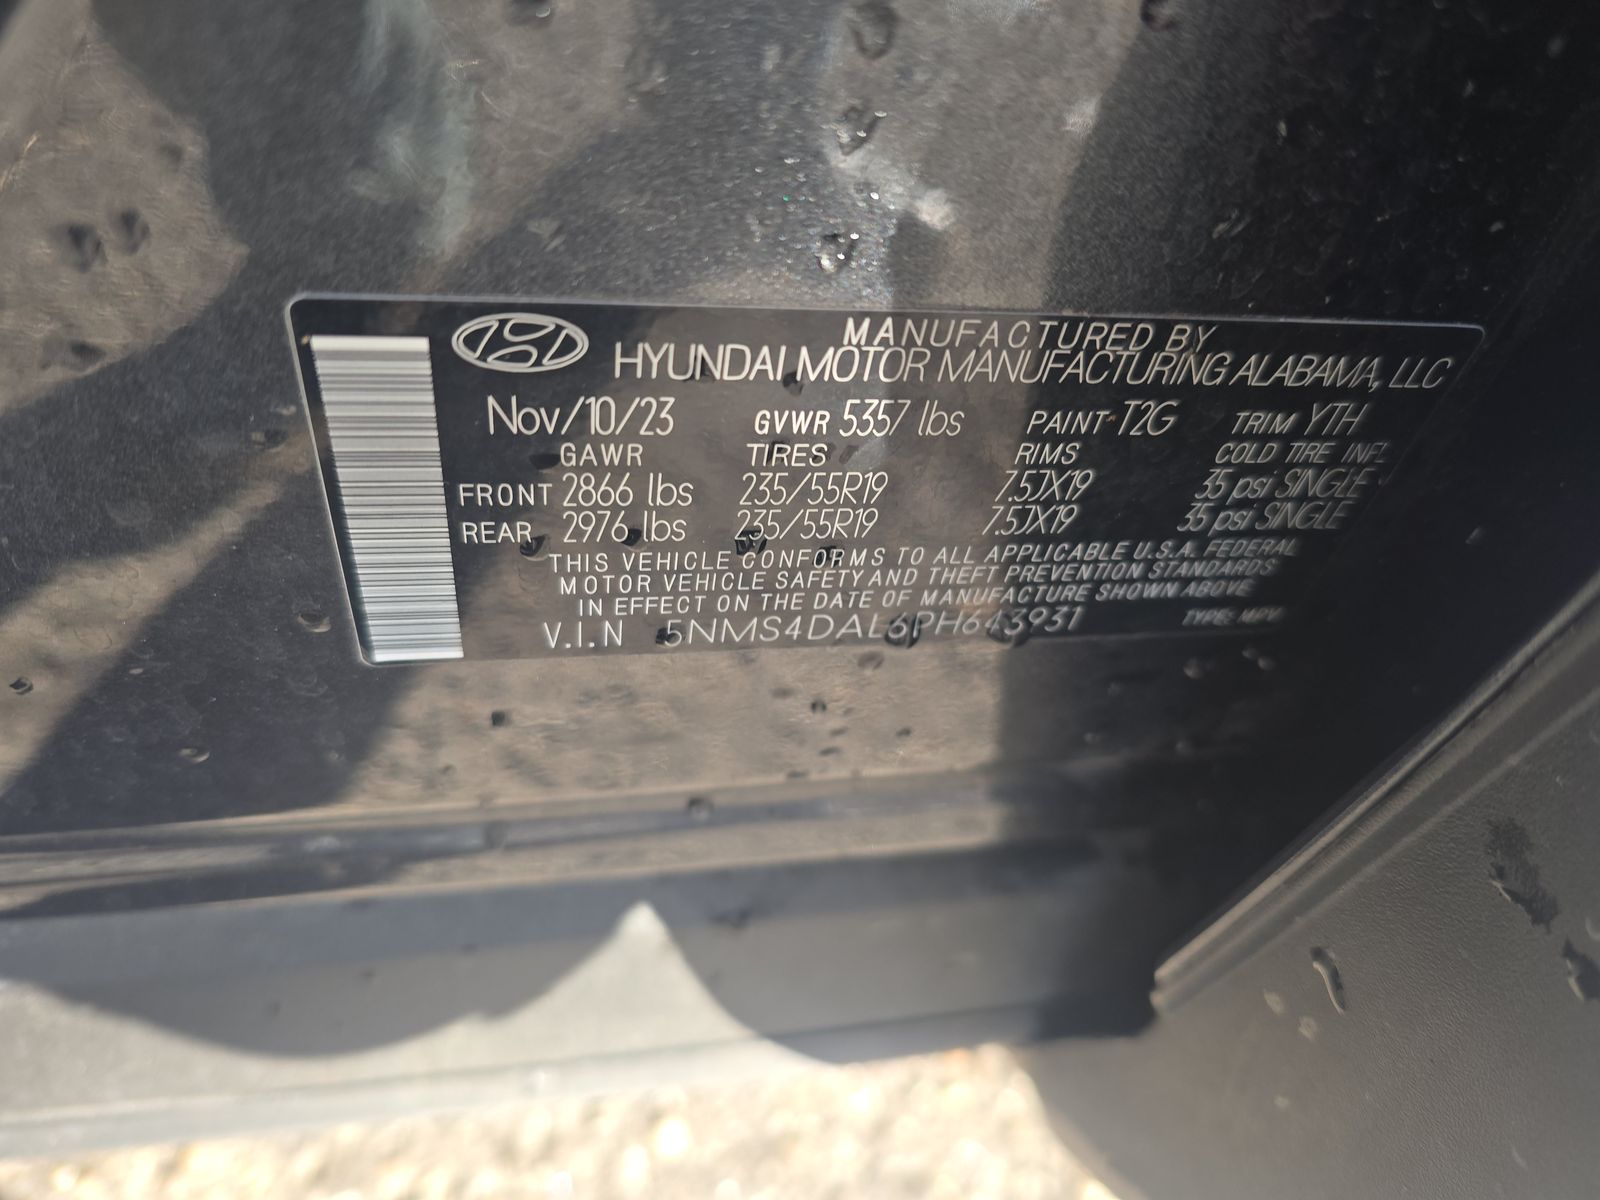 MANUFACTURED BY
HYUNDAI MOTOR MANUFACTURING ALABAMA, LLC
Nov/10/23 GVWR 5357 lbs PAINT T2G TRIM YTH
GAWR TIRES RIMS COLD TIRE INFL
FRONT 2866 lbs 235/55R19 7.5JX19 35 psi SINGLE
REAR 2976 lbs 235/55R19 7.5JX19 35 psi SINGLE
THIS VEHICLE CONFORMS TO ALL APPLICABLE U.S.A. FEDERAL
MOTOR VEHICLE SAFETY AND THEFT PREVENTION STANDARDS
IN EFFECT ON THE DATE OF MANUFACTURE SHOWN ABOVE
V.I.N 5NMS4DAL6PH643931 TYPE: MPV